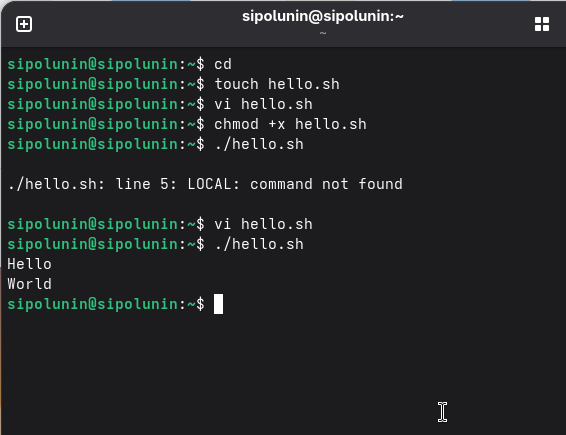 sipolunin@sipolunin:~
~
sipolunin@sipolunin:~$ cd
sipolunin@sipolunin:~$ touch hello.sh
sipolunin@sipolunin:~$ vi hello.sh
sipolunin@sipolunin:~$ chmod +x hello.sh
sipolunin@sipolunin:~$ ./hello.sh
./hello.sh: line 5: LOCAL: command not found
sipolunin@sipolunin:~$ vi hello.sh
sipolunin@sipolunin:~$ ./hello.sh
Hello
World
sipolunin@sipolunin:~$